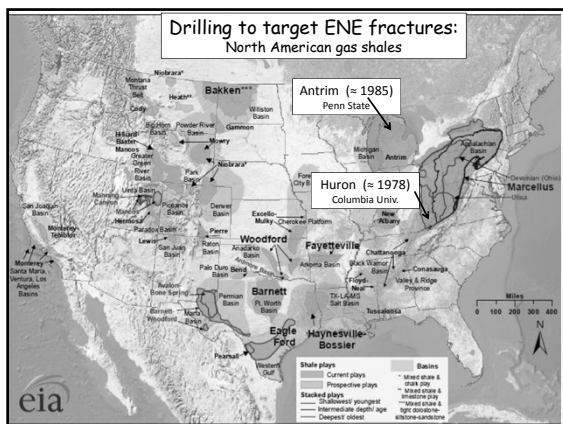 Drilling to target ENE fractures:
North American gas shales
Antrim (≈ 1985)
Penn State
Huron (≈ 1978)
Columbia Univ.
Montana
Thrust
Belt
Cody
Niobrara*
Heath**
Bakken***
Williston
Basin
Big Horn
Basin
Powder River
Basin
Gammon
Mowry
Hilliard-
Baxter-
Mancos
Greater
Green
River
Basin
Niobrara*
Park
Basin
Uinta Basin
Manning
Canyon
Mancos
Piceance
Basin
Denver
Basin
Hermosa
Paradox Basin
Lewis
Pierre
San Juan
Basin
Raton
Basin
San Joaquin
Basin
Monterey-
Temblor
Monterey
Santa Maria,
Ventura, Los
Angeles
Basins
Michigan
Basin
Antrim
Appalachian
Basin
Devonian (Ohio)
Marcellus
Utica
New
Albany
Excello-
Mulky
Cherokee Platform
Woodford
Anadarko
Basin
Palo Duro
Basin
Bend
Ardmore Basin
Arkoma Basin
Fayetteville
Chattanooga
Black Warrior
Basin
Conasauga
Valley & Ridge
Province
Floyd-
Neal
TX-LA-MS
Salt Basin
Tuscaloosa
Avalon-
Bone Spring
Permian
Basin
Barnett-
Woodford
Marfa
Basin
Barnett
Ft. Worth
Basin
Eagle
Ford
Haynesville-
Bossier
Pearsall
Western
Gulf
Miles
0 100 200 300 400
N
Shale plays
Current plays
Prospective plays
Stacked plays
Shallowest/ youngest
Intermediate depth/ age
Deepest/ oldest
Basins
* Mixed shale &
chalk play
** Mixed shale &
limestone play
***Mixed shale &
tight dolostone-
siltstone-sandstone
eia